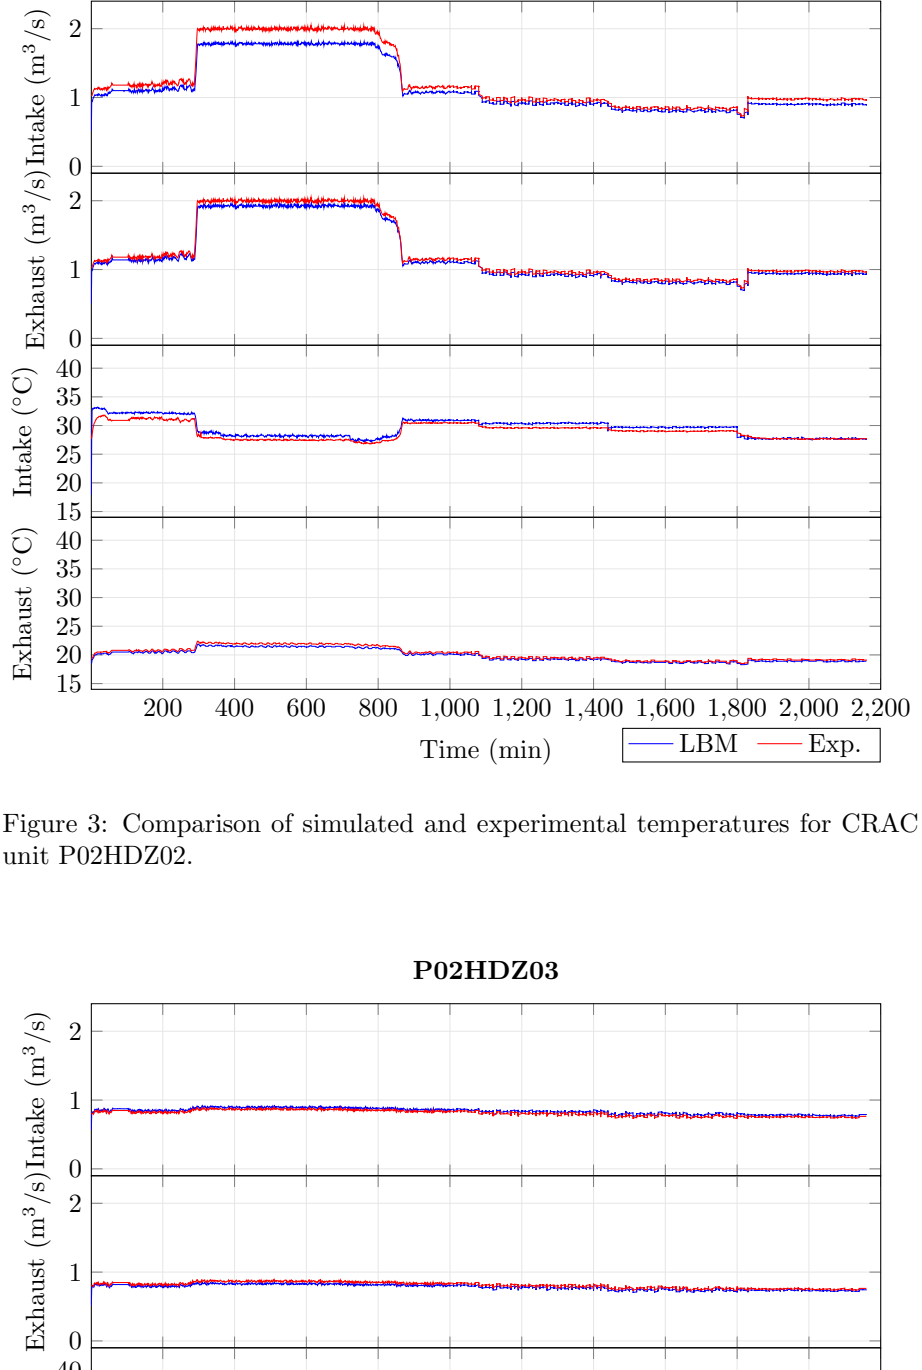 2
1
0
Intake (m³/s)
2
1
0
Exhaust (m³/s)
40
35
30
25
20
15
Intake (°C)
40
35
30
25
20
15
Exhaust (°C)
200 400 600 800 1,000 1,200 1,400 1,600 1,800 2,000 2,200
Time (min)
LBM Exp.
Figure 3: Comparison of simulated and experimental temperatures for CRAC
unit P02HDZ02.
P02HDZ03
2
1
0
Intake (m³/s)
2
1
0
Exhaust (m³/s)
40